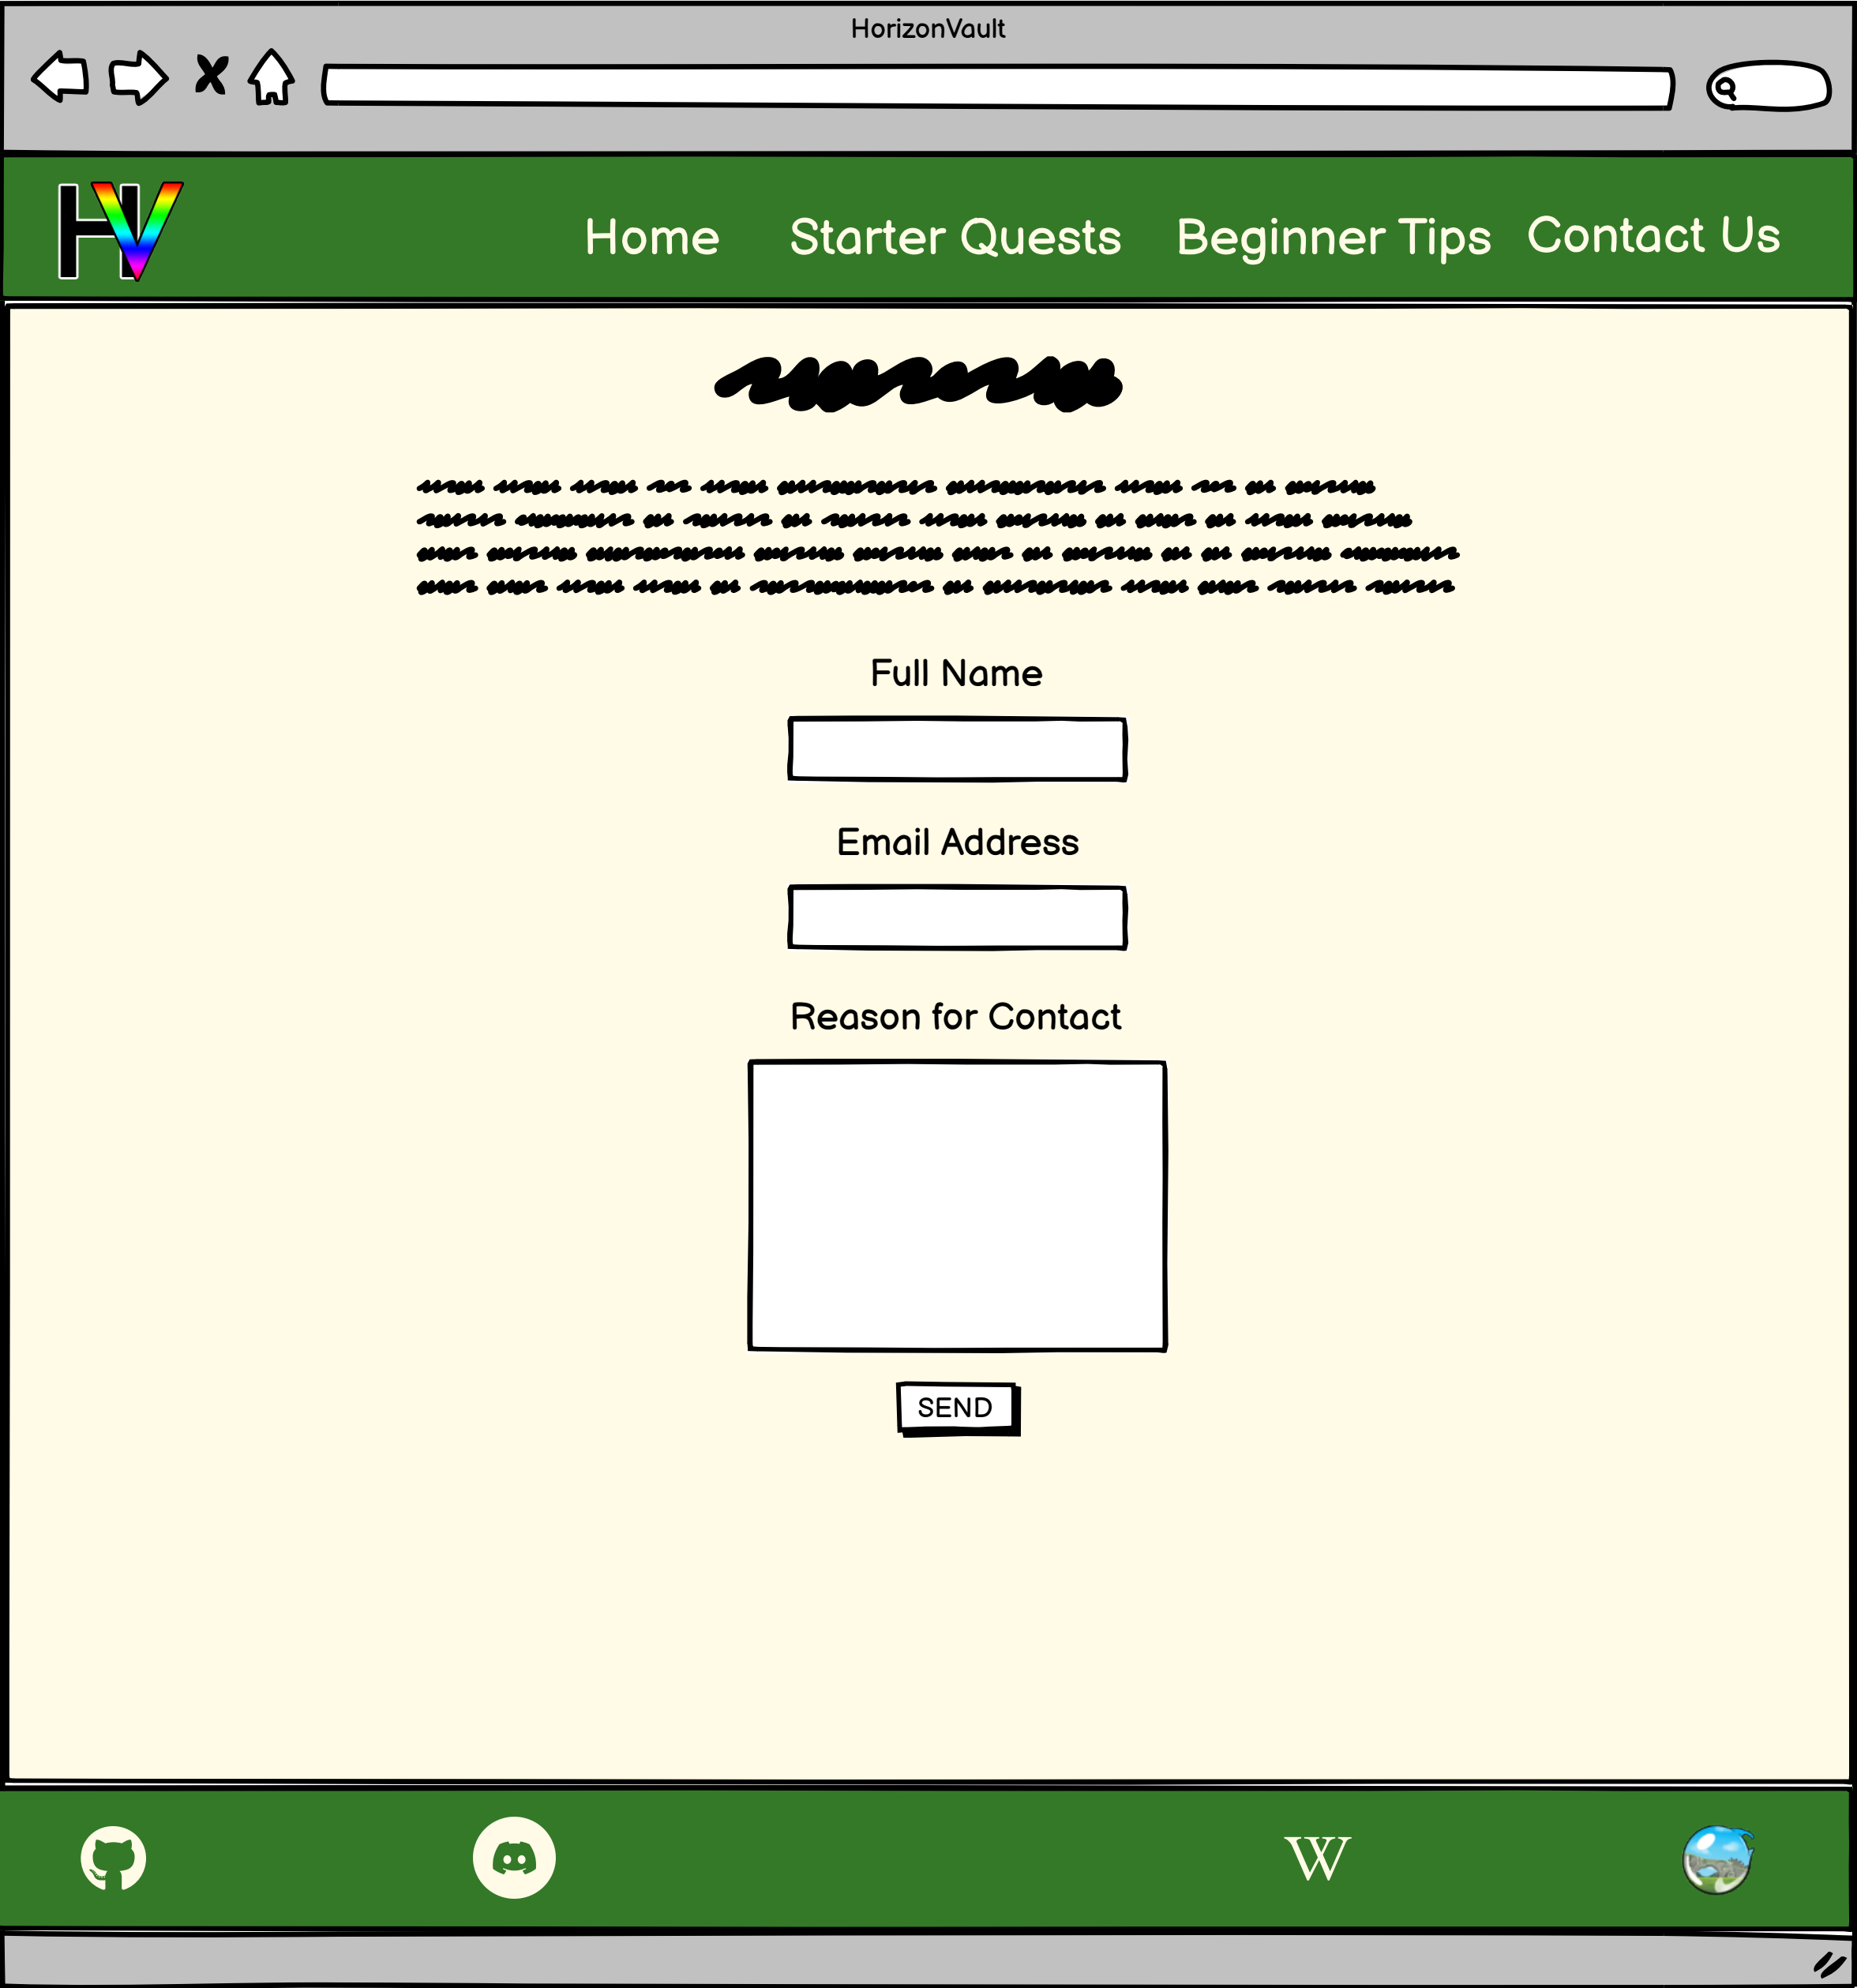 HorizonVault
HV
Home Starter Quests Beginner Tips Contact Us
Full Name
Email Address
Reason for Contact
SEND
W